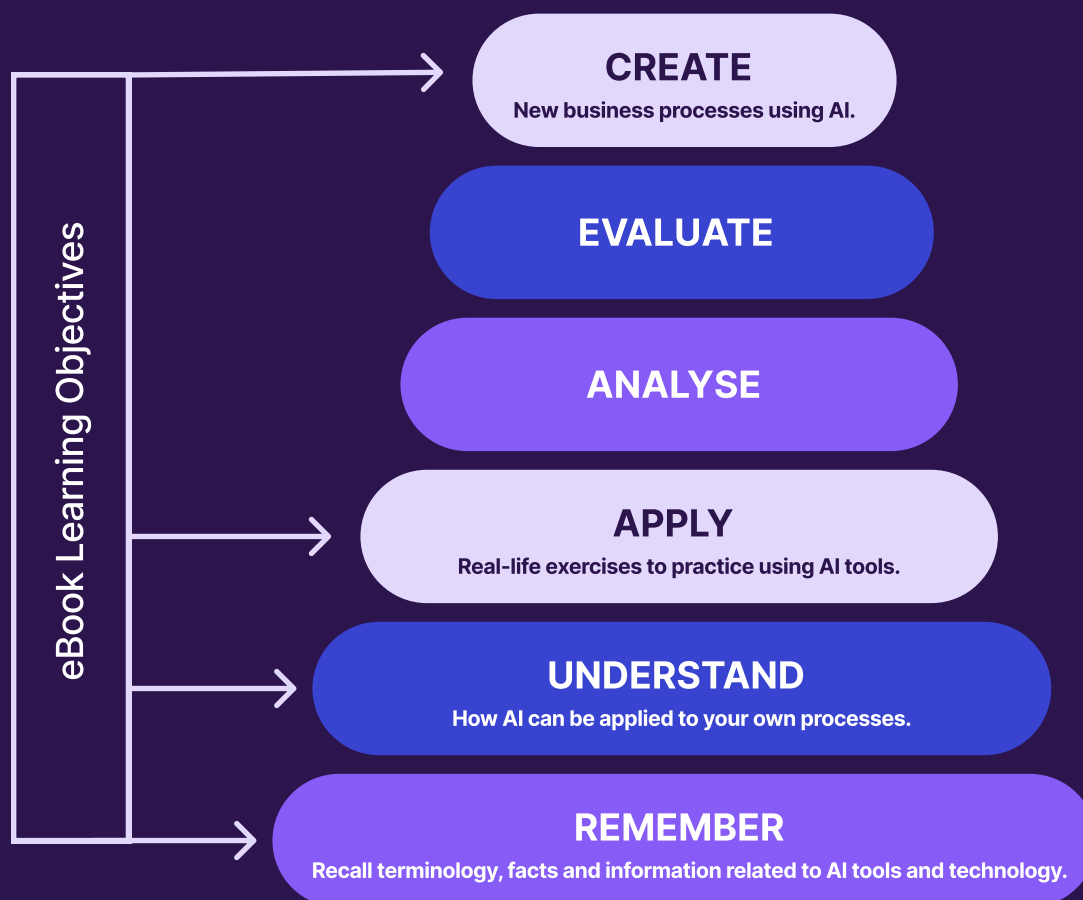 eBook Learning Objectives
CREATE
New business processes using AI.
EVALUATE
ANALYSE
APPLY
Real-life exercises to practice using AI tools.
UNDERSTAND
How AI can be applied to your own processes.
REMEMBER
Recall terminology, facts and information related to AI tools and technology.